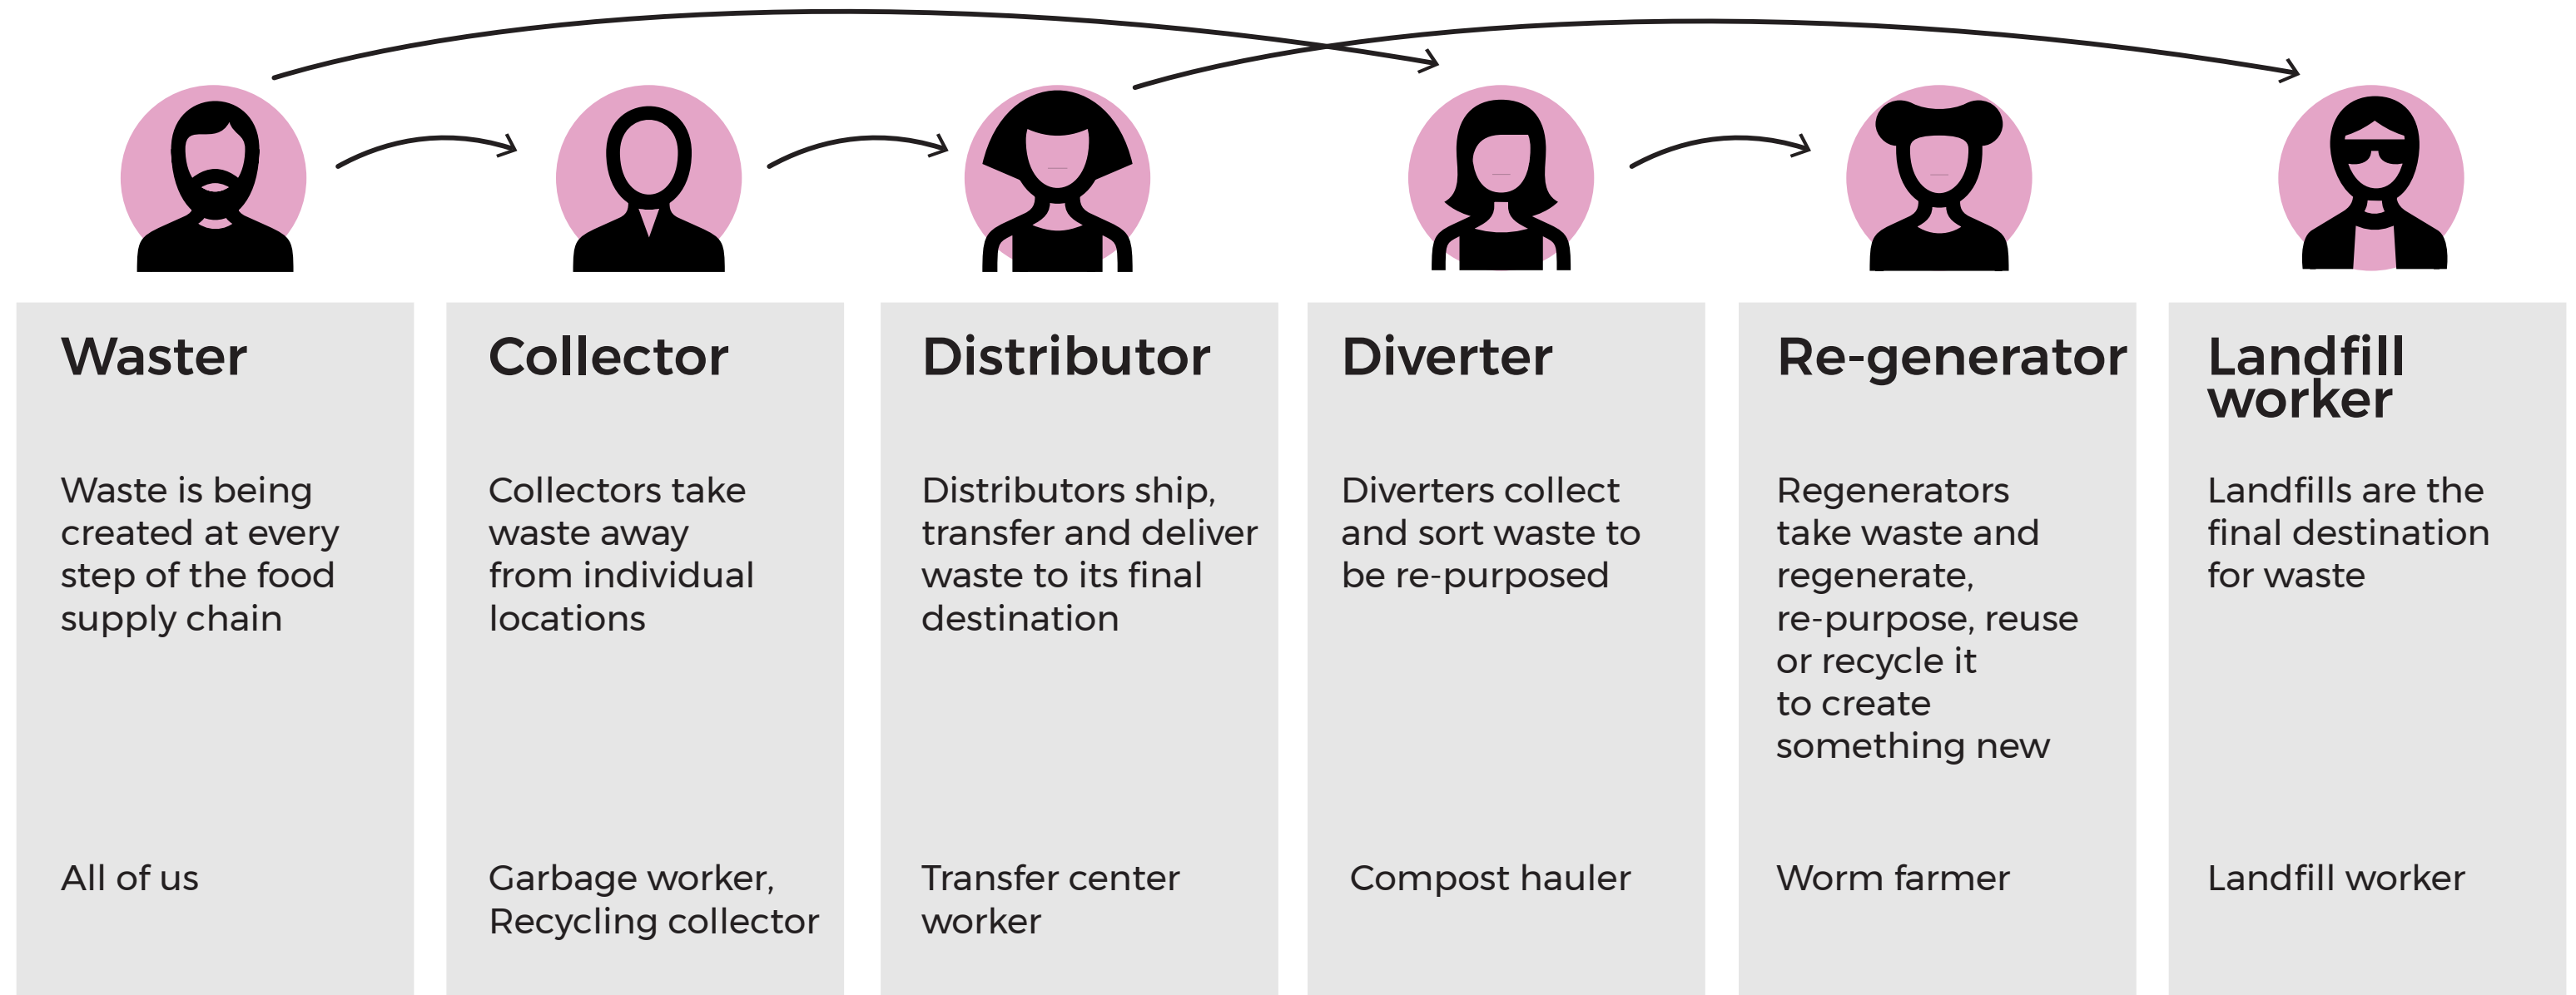 Waster
Waste is being
created at every
step of the food
supply chain
All of us
Collector
Collectors take
waste away
from individual
locations
Garbage worker,
Recycling collector
Distributor
Distributors ship,
transfer and deliver
waste to its final
destination
Transfer center
worker
Diverter
Diverters collect
and sort waste to
be re-purposed
Compost hauler
Re-generator
Regenerators
take waste and
regenerate,
re-purpose, reuse
or recycle it
to create
something new
Worm farmer
Landfill
worker
Landfills are the
final destination
for waste
Landfill worker